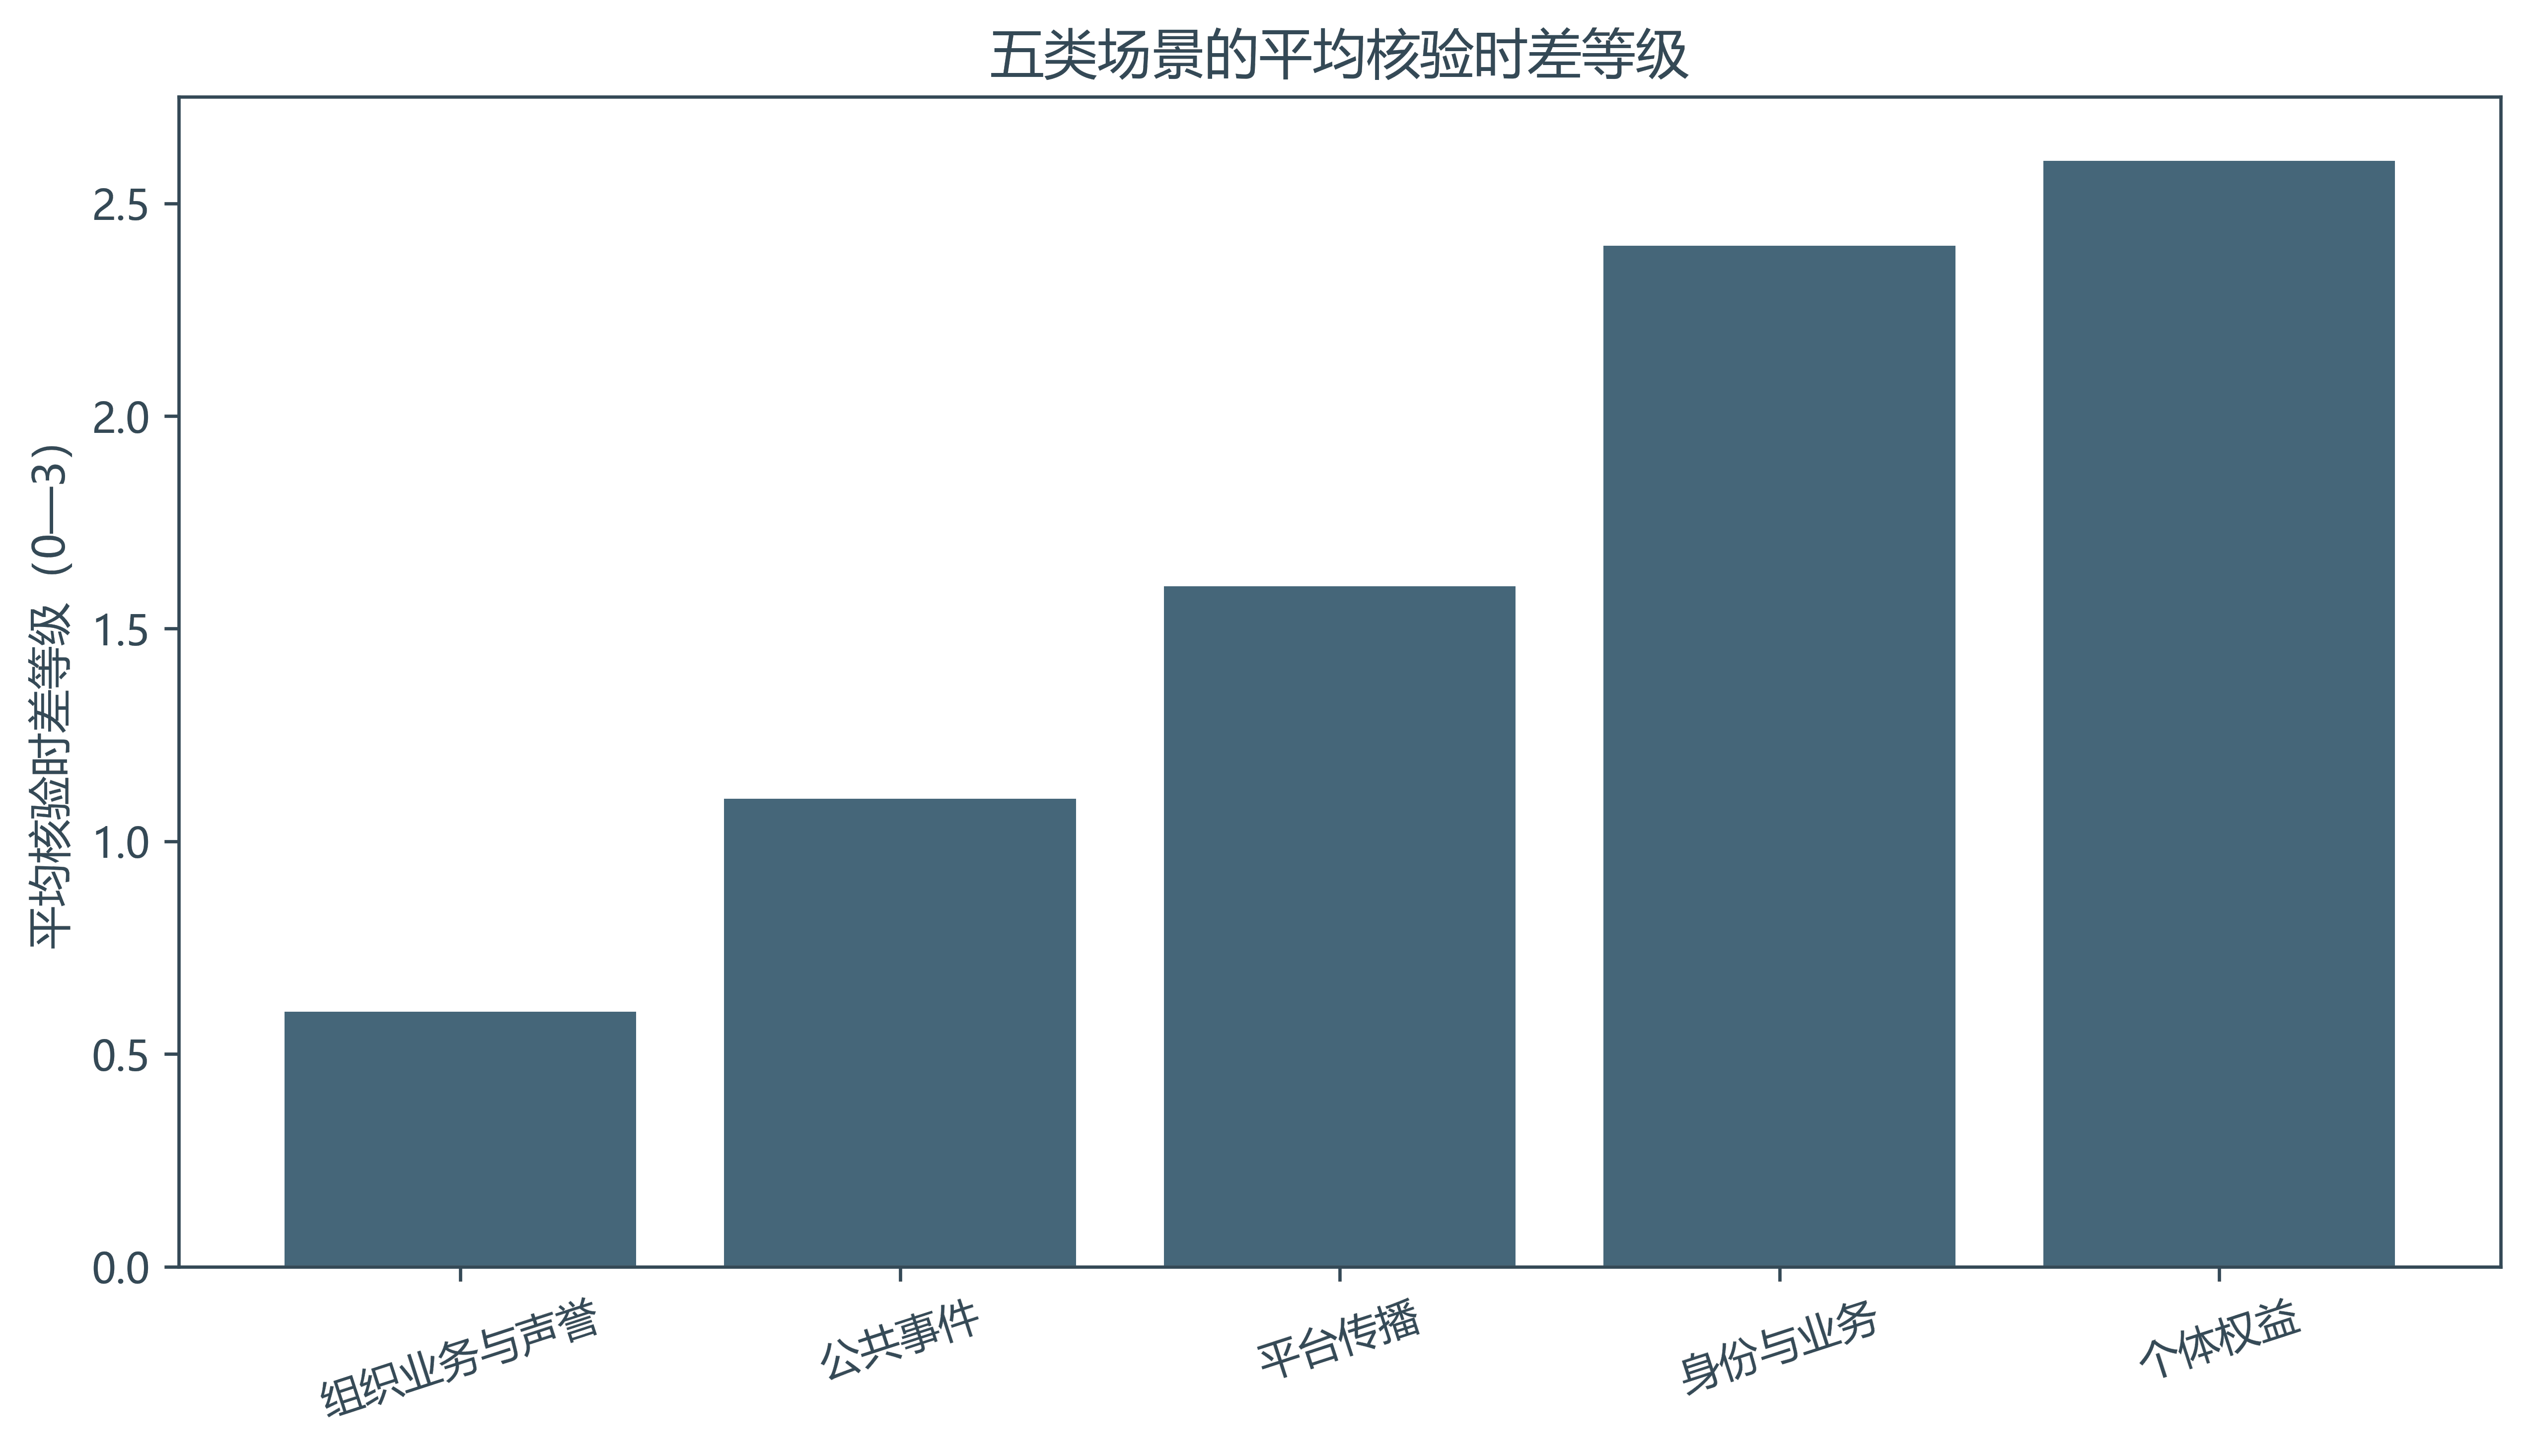 五类场景的平均核验时差等级
平均核验时差等级（0—3）
2.5
2.0
1.5
1.0
0.5
0.0
组织业务与声誉
公共事件
平台传播
身份与业务
个体权益